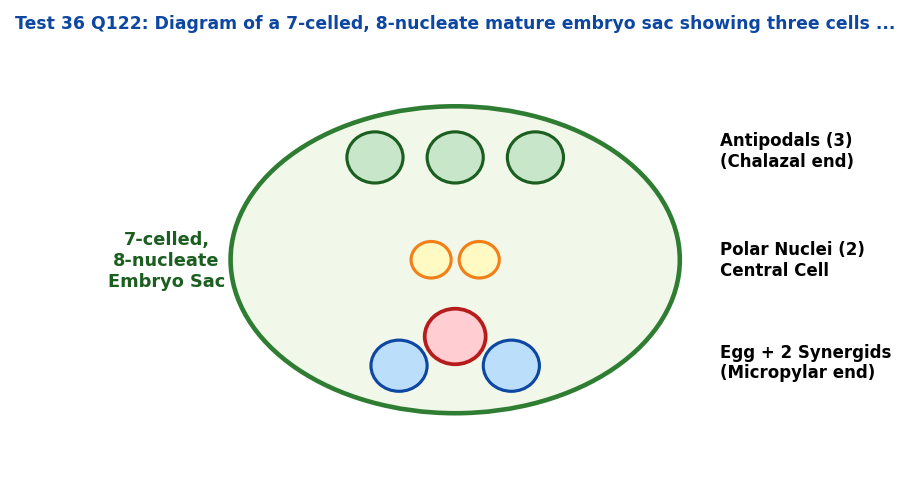 Test 36 Q122: Diagram of a 7-celled, 8-nucleate mature embryo sac showing three cells ...
Antipodals (3)
(Chalazal end)
7-celled,
8-nucleate
Embryo Sac
Polar Nuclei (2)
Central Cell
Egg + 2 Synergids
(Micropylar end)